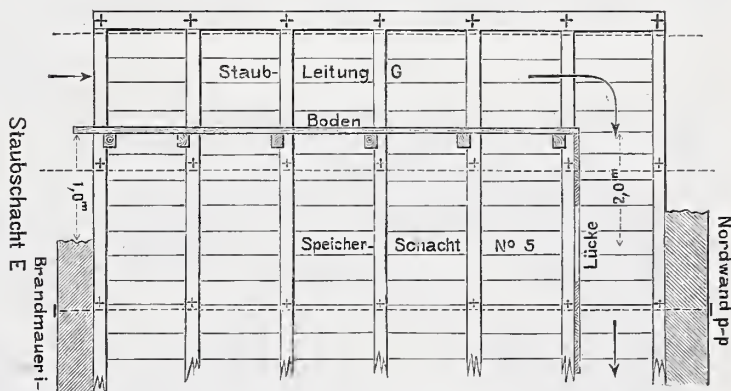 Staub- Leitung G
Boden
Speicher- Schacht Nº 5
1,0m
2,0m
Lücke
Staubschacht E
Brandmauer i-
Nordwand p-p